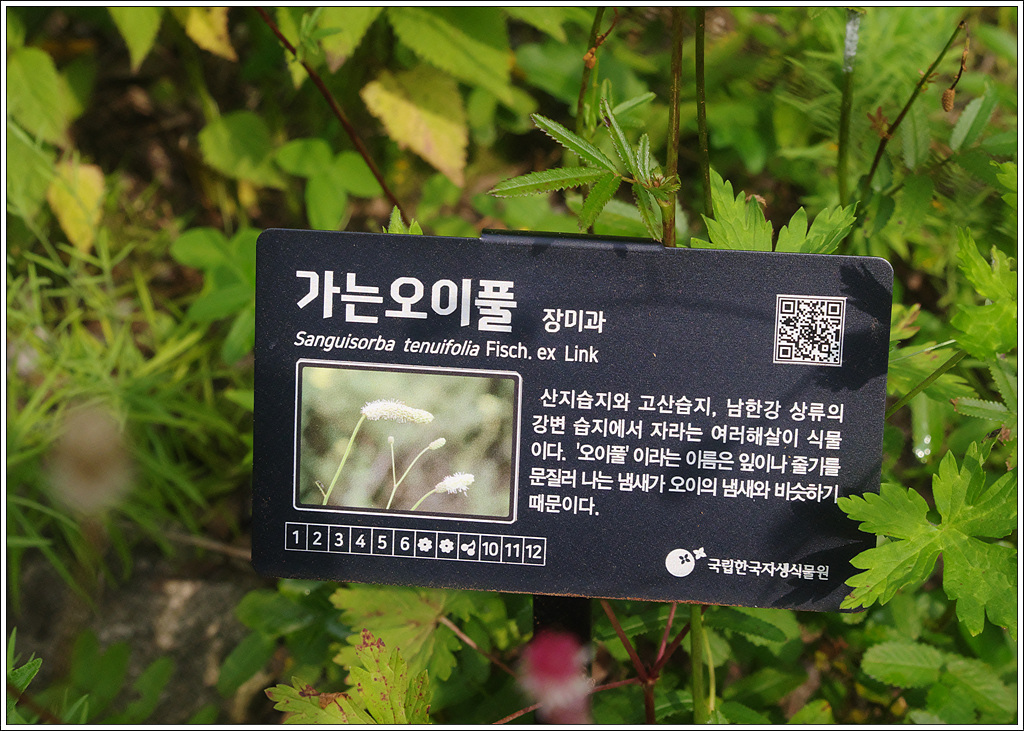 가는오이풀 장미과
Sanguisorba tenuifolia Fisch. ex Link
산지습지와 고산습지, 남한강 상류의
강변 습지에서 자라는 여러해살이 식물
이다. '오이풀' 이라는 이름은 잎이나 줄기를
문질러 나는 냄새가 오이의 냄새와 비슷하기
때문이다.
1 2 3 4 5 6 10 11 12
국립한국자생식물원